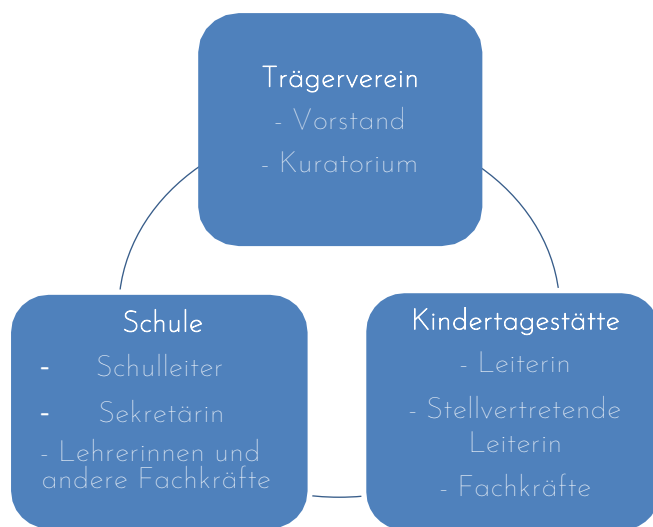 Trägerverein
- Vorstand
- Kuratorium
Schule
- Schulleiter
- Sekretärin
- Lehrerinnen und
andere Fachkräfte
Kindertagestätte
- Leiterin
- Stellvertretende
Leiterin
- Fachkräfte